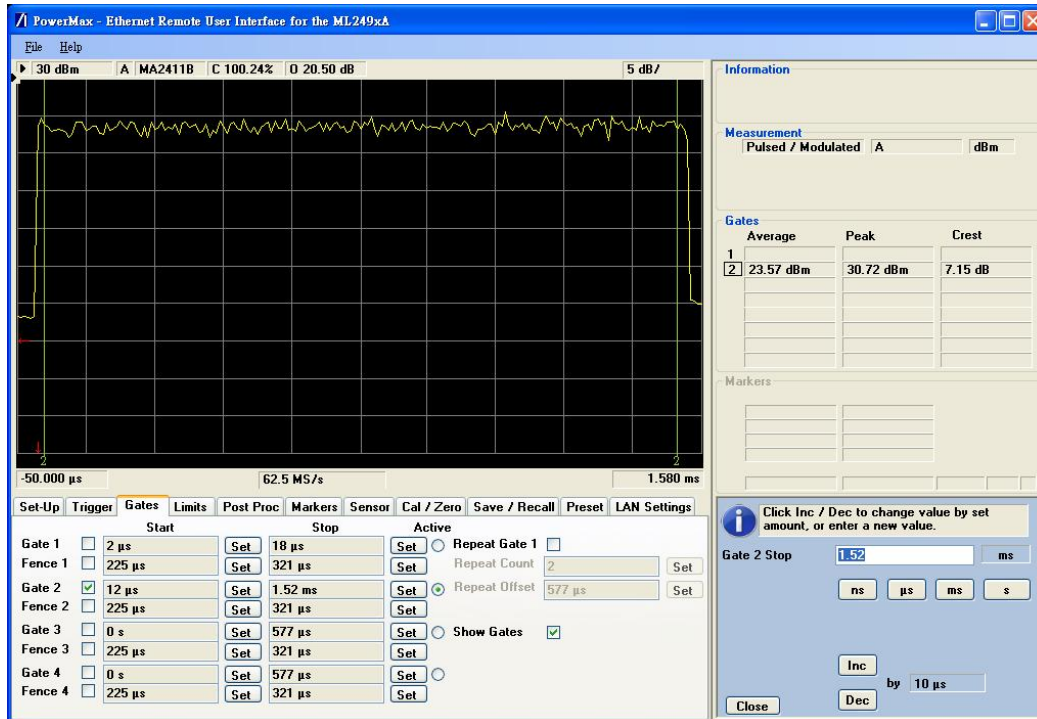 PowerMax - Ethernet Remote User Interface for the ML249xA
File Help
30 dBm A MA2411B C 100.24% O 20.50 dB 5 dB/
2 2
-50.000 µs 62.5 MS/s 1.580 ms
Set-Up Trigger Gates Limits Post Proc Markers Sensor Cal / Zero Save / Recall Preset LAN Settings
Start Stop Active
Gate 1 2 µs Set 18 µs Set Repeat Gate 1
Fence 1 225 µs Set 321 µs Set Repeat Count 2 Set
Gate 2 12 µs Set 1.52 ms Set Repeat Offset 577 µs Set
Fence 2 225 µs Set 321 µs Set
Gate 3 0 s Set 577 µs Set Show Gates
Fence 3 225 µs Set 321 µs Set
Gate 4 0 s Set 577 µs Set
Fence 4 225 µs Set 321 µs Set
Information
Measurement
Pulsed / Modulated A dBm
Gates
Average Peak Crest
1
2 23.57 dBm 30.72 dBm 7.15 dB
Markers
Click Inc / Dec to change value by set
amount, or enter a new value.
Gate 2 Stop 1.52 ms
ns µs ms s
Inc
by 10 µs
Close Dec